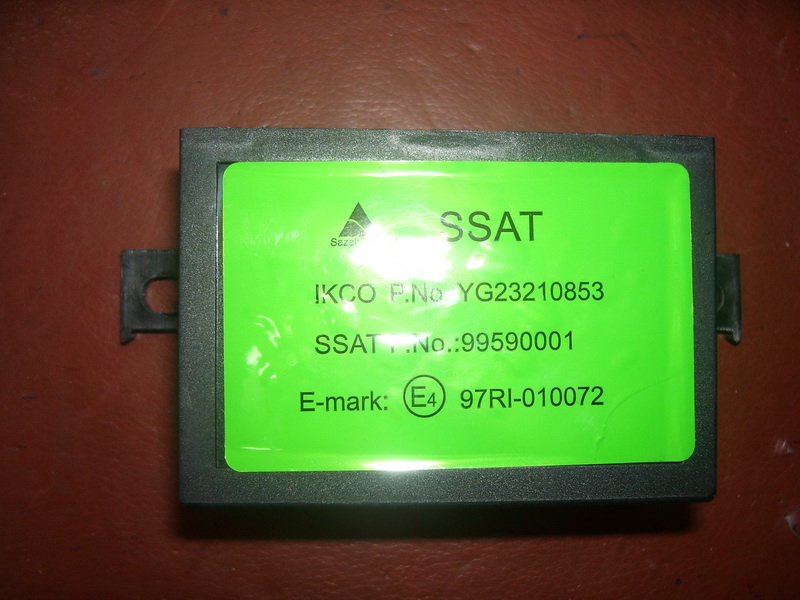 SSAT
IKCO P.No YG23210853
SSAT P.No.:99590001
E-mark: E4 97RI-010072